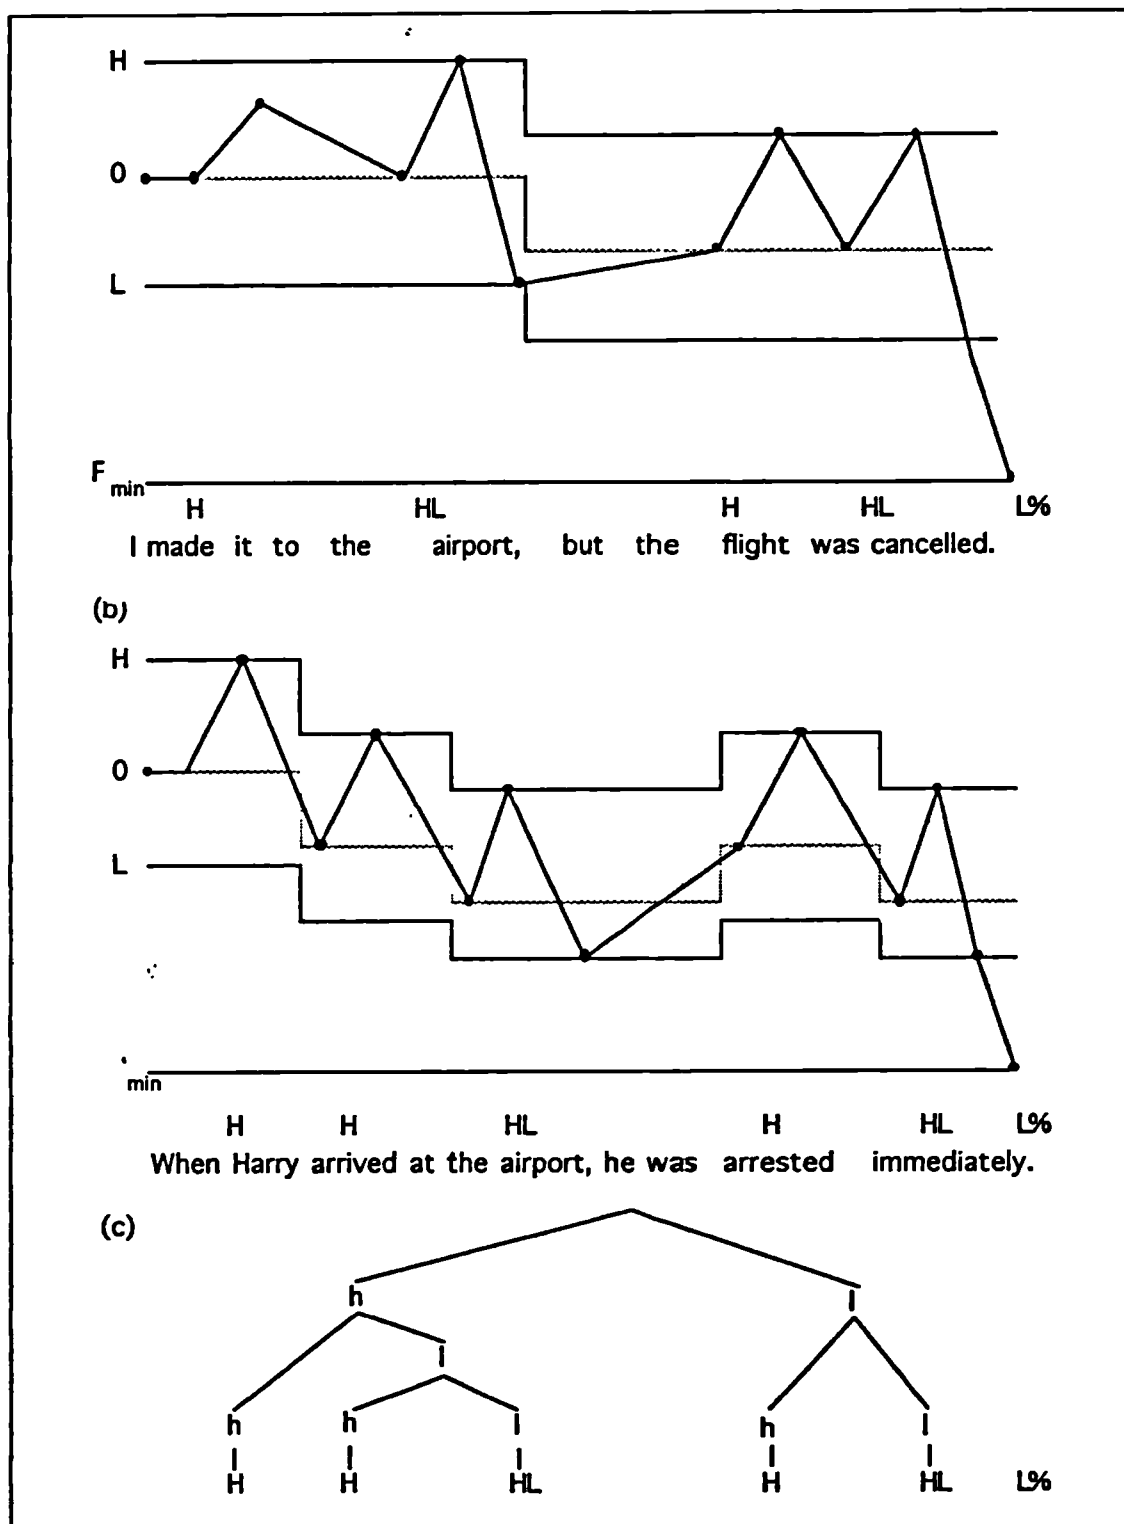 H
0
L
F min
H HL H HL L%
I made it to the airport, but the flight was cancelled.
(b)
H
0
L
min
H H HL H HL L%
When Harry arrived at the airport, he was arrested immediately.
(c)
h l
l
h h l h l
H H HL H HL L%